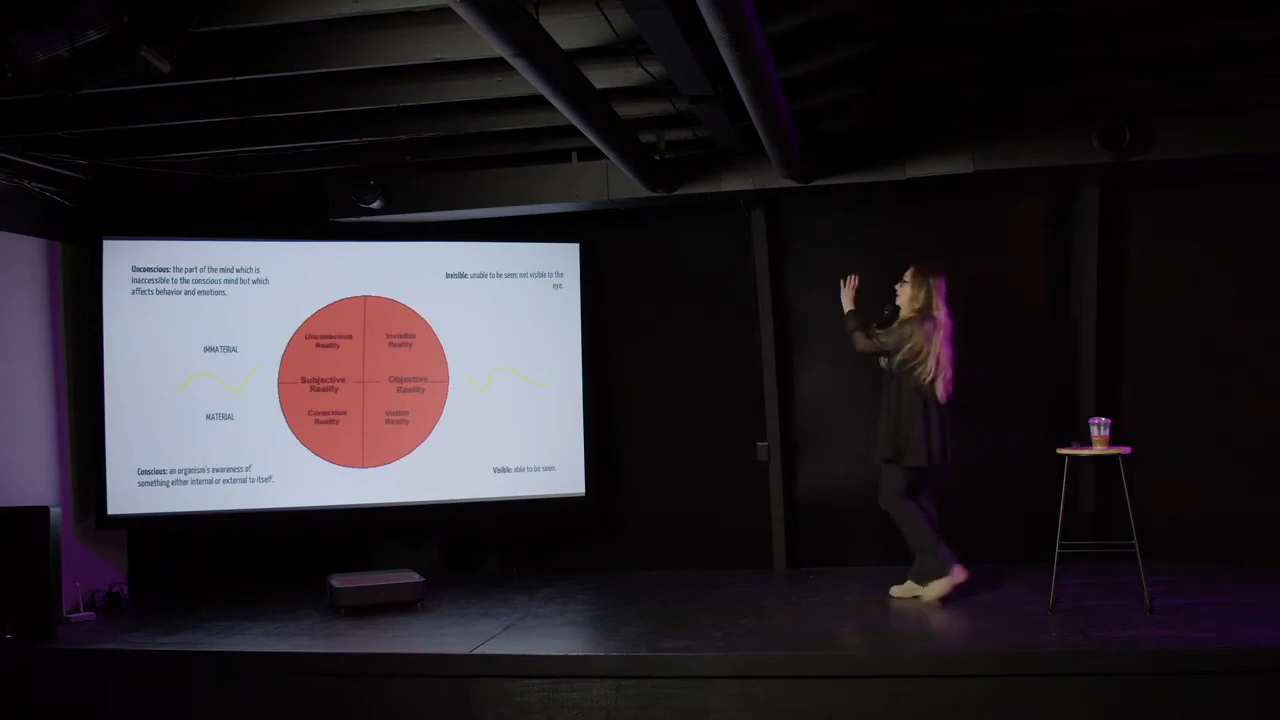 Unconscious: the part of the mind which is
inaccessible to the conscious mind but which
affects behavior and emotions.
Invisible: unable to be seen; not visible to the
eye.
Unconscious
Reality
Invisible
Reality
IMMATERIAL
Subjective
Reality
Objective
Reality
MATERIAL
Conscious
Reality
Visible
Reality
Conscious: an organism's awareness of
something either internal or external to itself.
Visible: able to be seen.